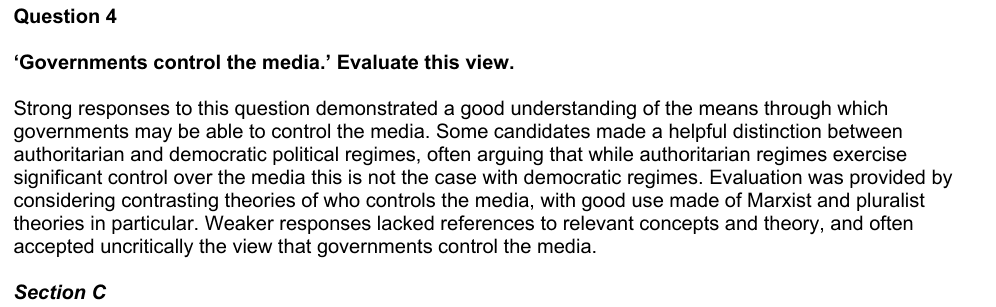 Question 4
‘Governments control the media.’ Evaluate this view.
Strong responses to this question demonstrated a good understanding of the means through which
governments may be able to control the media. Some candidates made a helpful distinction between
authoritarian and democratic political regimes, often arguing that while authoritarian regimes exercise
significant control over the media this is not the case with democratic regimes. Evaluation was provided by
considering contrasting theories of who controls the media, with good use made of Marxist and pluralist
theories in particular. Weaker responses lacked references to relevant concepts and theory, and often
accepted uncritically the view that governments control the media.
Section C